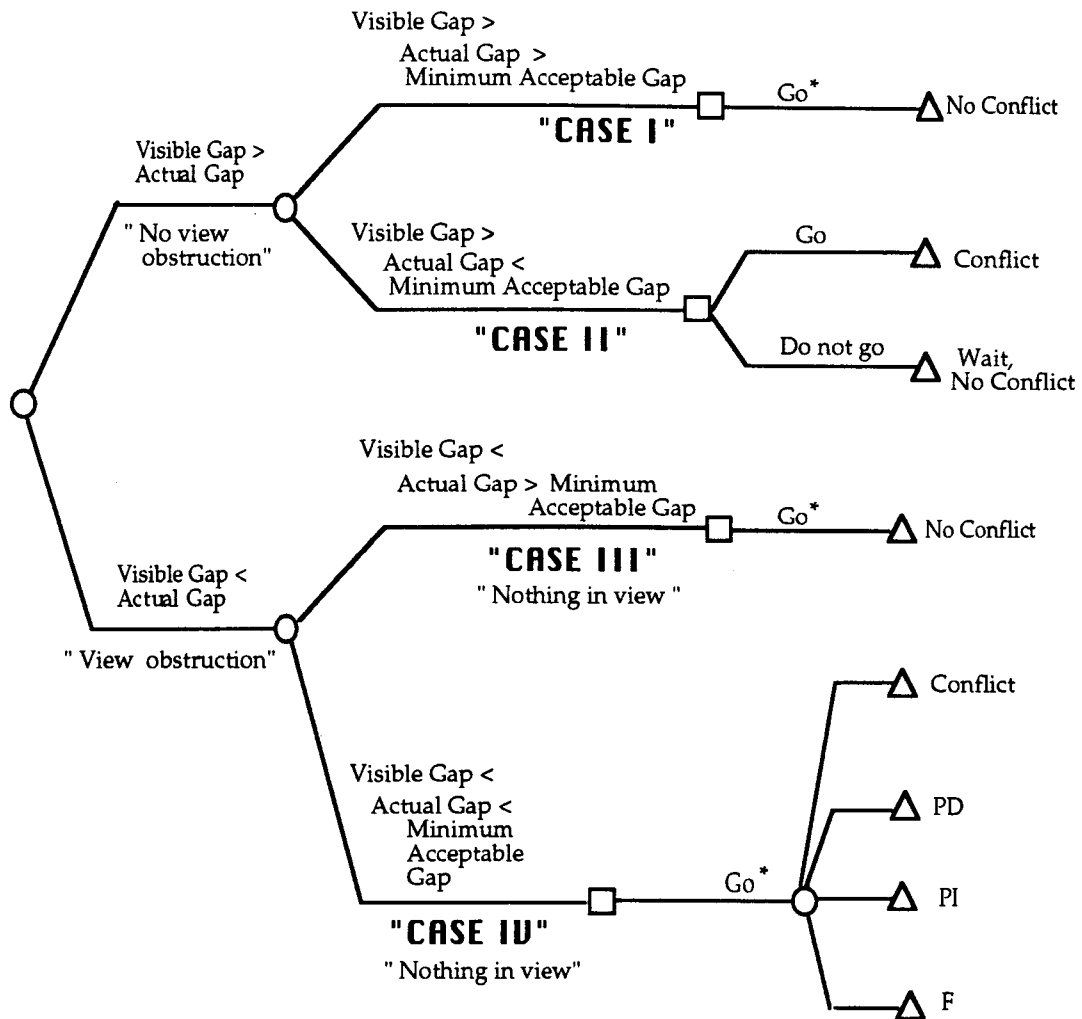 Visible Gap >
Actual Gap >
Minimum Acceptable Gap
"CASE I"
Go*
No Conflict
Visible Gap >
Actual Gap
" No view
obstruction"
Visible Gap >
Actual Gap <
Minimum Acceptable Gap
"CASE II"
Go
Conflict
Do not go
Wait,
No Conflict
Visible Gap <
Actual Gap > Minimum
Acceptable Gap
"CASE III"
" Nothing in view "
Go*
No Conflict
Visible Gap <
Actual Gap
" View obstruction"
Visible Gap <
Actual Gap <
Minimum
Acceptable
Gap
"CASE IV"
" Nothing in view"
Go*
Conflict
PD
PI
F